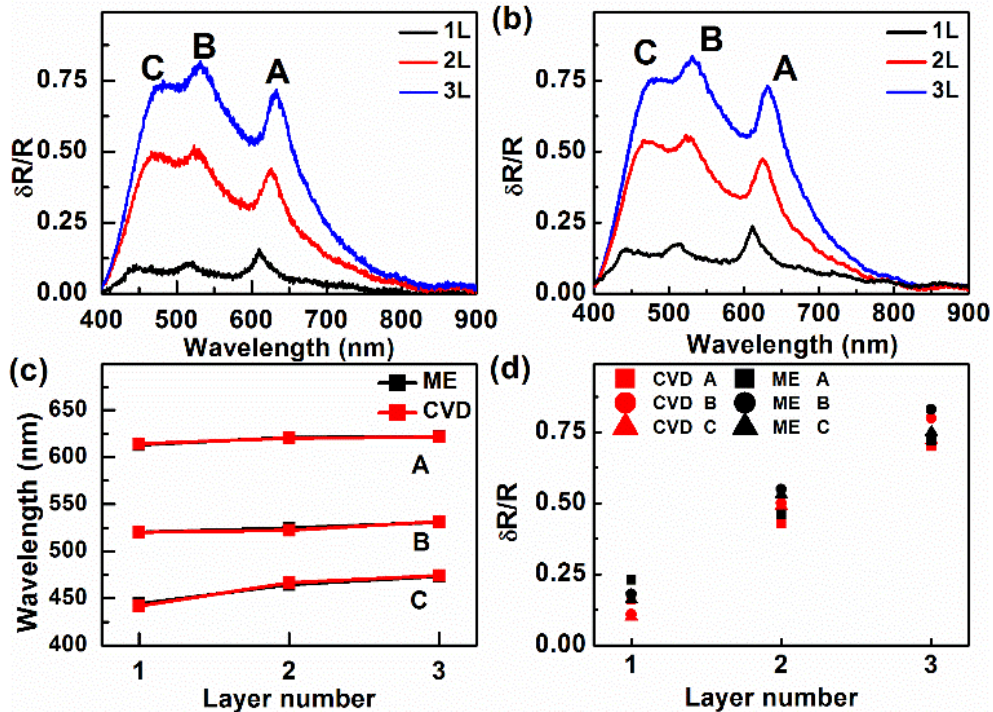 (b)
C
B
A
1L
2L
3L
δR/R
0.75
0.50
0.25
0.00
400 500 600 700 800 900
Wavelength (nm)
C
B
A
1L
2L
3L
δR/R
0.75
0.50
0.25
0.00
400 500 600 700 800 900
Wavelength (nm)
(c)
ME
CVD
Wavelength (nm)
650
600
550
500
450
400
A
B
C
1 2 3
Layer number
(d)
CVD A ME A
CVD B ME B
CVD C ME C
δR/R
0.75
0.50
0.25
0.00
1 2 3
Layer number